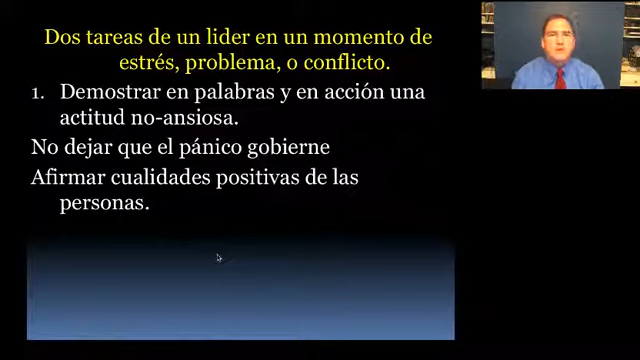 Dos tareas de un lider en un momento de
estrés, problema, o conflicto.
1. Demostrar en palabras y en acción una
actitud no-ansiosa.
No dejar que el pánico gobierne
Afirmar cualidades positivas de las
personas.